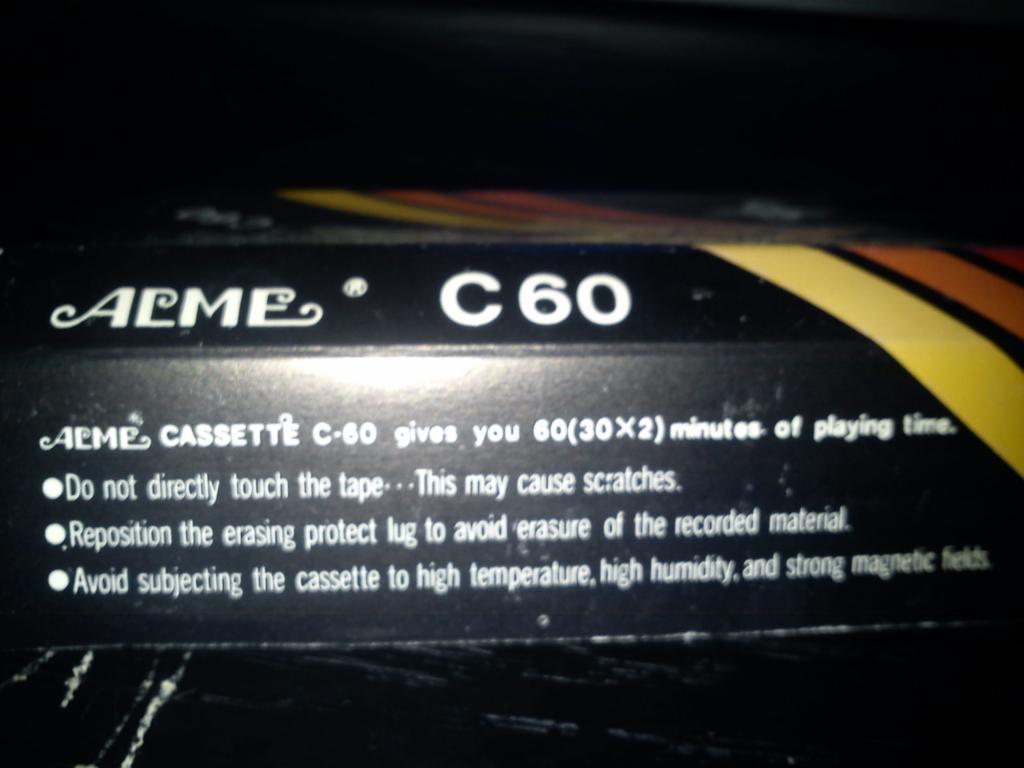 ACME® C60
ACME® CASSETTE C-60 gives you 60(30×2) minutes of playing time.
●Do not directly touch the tape···This may cause scratches.
●Reposition the erasing protect lug to avoid erasure of the recorded material.
●Avoid subjecting the cassette to high temperature, high humidity, and strong magnetic fields.